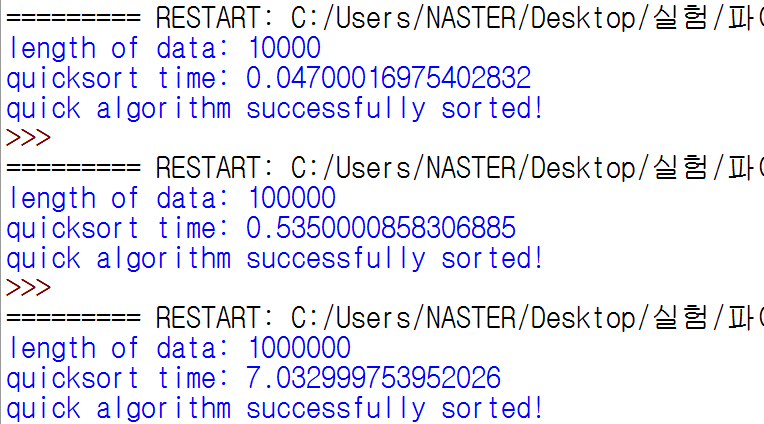 ========= RESTART: C:/Users/NASTER/Desktop/실험/파이
length of data: 10000
quicksort time: 0.04700016975402832
quick algorithm successfully sorted!
>>>
========= RESTART: C:/Users/NASTER/Desktop/실험/파이
length of data: 100000
quicksort time: 0.5350000858306885
quick algorithm successfully sorted!
>>>
========= RESTART: C:/Users/NASTER/Desktop/실험/파이
length of data: 1000000
quicksort time: 7.032999753952026
quick algorithm successfully sorted!